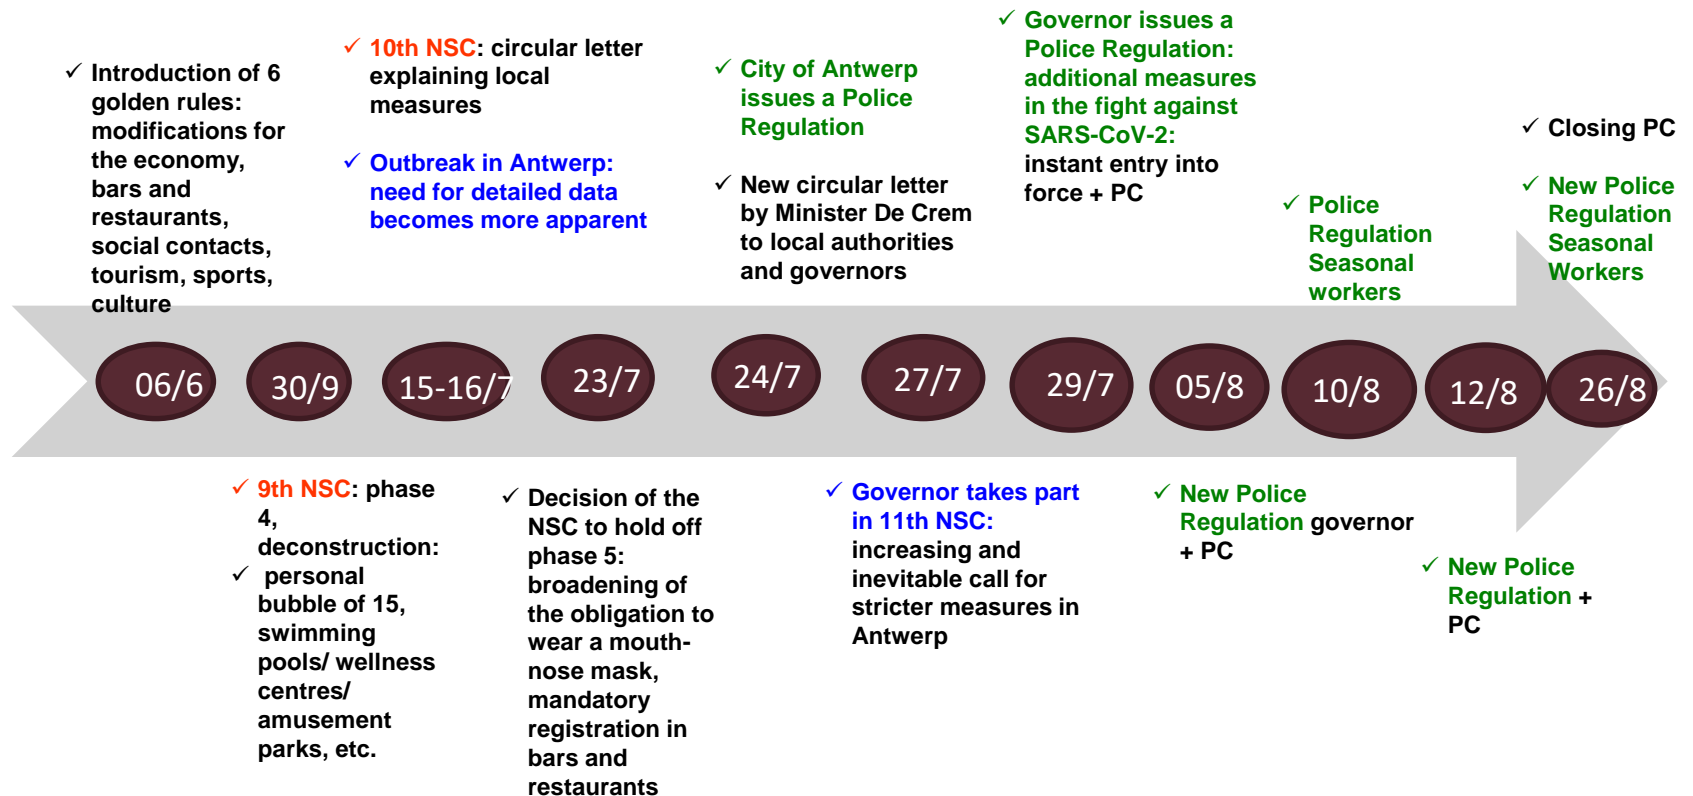 ✓ Introduction of 6
golden rules:
modifications for
the economy,
bars and
restaurants,
social contacts,
tourism, sports,
culture
✓ 10th NSC: circular letter
explaining local
measures
✓ Outbreak in Antwerp:
need for detailed data
becomes more apparent
✓ City of Antwerp
issues a Police
Regulation
✓ New circular letter
by Minister De Crem
to local authorities
and governors
✓ Governor issues a
Police Regulation:
additional measures
in the fight against
SARS-CoV-2:
instant entry into
force + PC
✓ Police
Regulation
Seasonal
workers
✓ Closing PC
✓ New Police
Regulation
Seasonal
Workers
06/6
30/9
15-16/7
23/7
24/7
27/7
29/7
05/8
10/8
12/8
26/8
✓ 9th NSC: phase
4,
deconstruction:
✓ personal
bubble of 15,
swimming
pools/ wellness
centres/
amusement
parks, etc.
✓ Decision of the
NSC to hold off
phase 5:
broadening of
the obligation to
wear a mouth-
nose mask,
mandatory
registration in
bars and
restaurants
✓ Governor takes part
in 11th NSC:
increasing and
inevitable call for
stricter measures in
Antwerp
✓ New Police
Regulation governor
+ PC
✓ New Police
Regulation +
PC